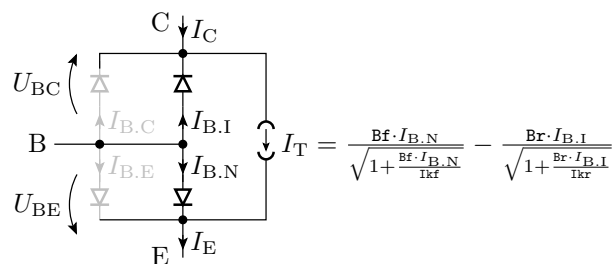 C I_C
U_BC I_B.C I_B.I
B I_T = Bf·I_B.N / √(1+Bf·I_B.N/Ikf) − Br·I_B.I / √(1+Br·I_B.I/Ikr)
U_BE I_B.E I_B.N
E I_E